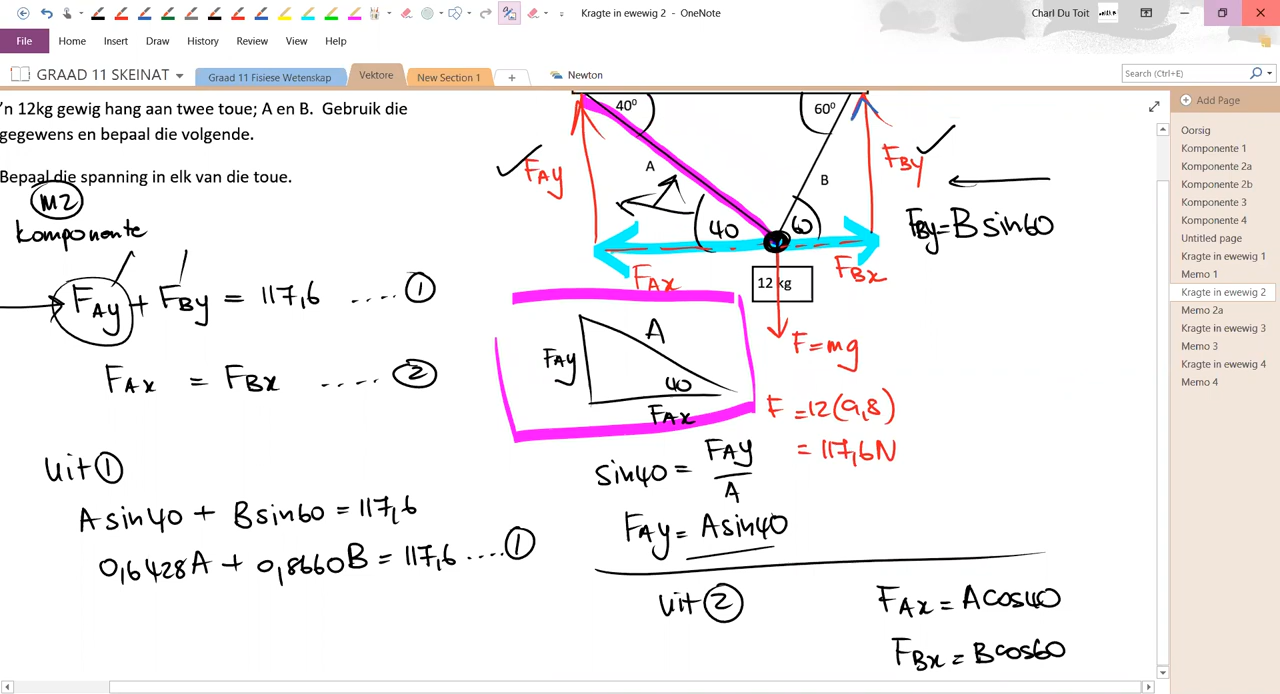 Kragte in ewewig 2 - OneNote
Charl Du Toit
File Home Insert Draw History Review View Help
GRAAD 11 SKEINAT
Graad 11 Fisiese Wetenskap
Vektore
New Section 1
+
Newton
Search (Ctrl+E)
'n 12kg gewig hang aan twee toue; A en B. Gebruik die
gegewens en bepaal die volgende.
Bepaal die spanning in elk van die toue.
M2
komponente
FAy + FBy = 117,6 .... 1
FAx = FBx .... 2
Uit 1
A sin40 + B sin60 = 117,6
0,6428A + 0,8660B = 117,6 .... 1
40⁰
60⁰
A
B
FAy
FBy
40
60
FAx
FBx
12 kg
FBy = B sin60
F = mg
F = 12(9,8)
= 117,6N
FAy
A
40
FAx
sin40 = FAy
A
FAy = Asin40
Uit 2
FAx = Acos40
FBx = Bcos60
Add Page
Oorsig
Komponente 1
Komponente 2a
Komponente 2b
Komponente 3
Komponente 4
Untitled page
Kragte in ewewig 1
Memo 1
Kragte in ewewig 2
Memo 2a
Kragte in ewewig 3
Memo 3
Kragte in ewewig 4
Memo 4